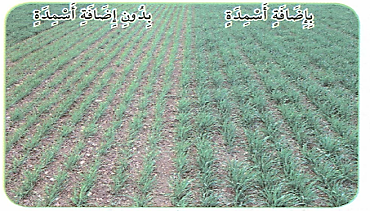 بِإِضَافَةِ أَسْمِدَةٍ
بِدُونِ إِضَافَةِ أَسْمِدَةٍ